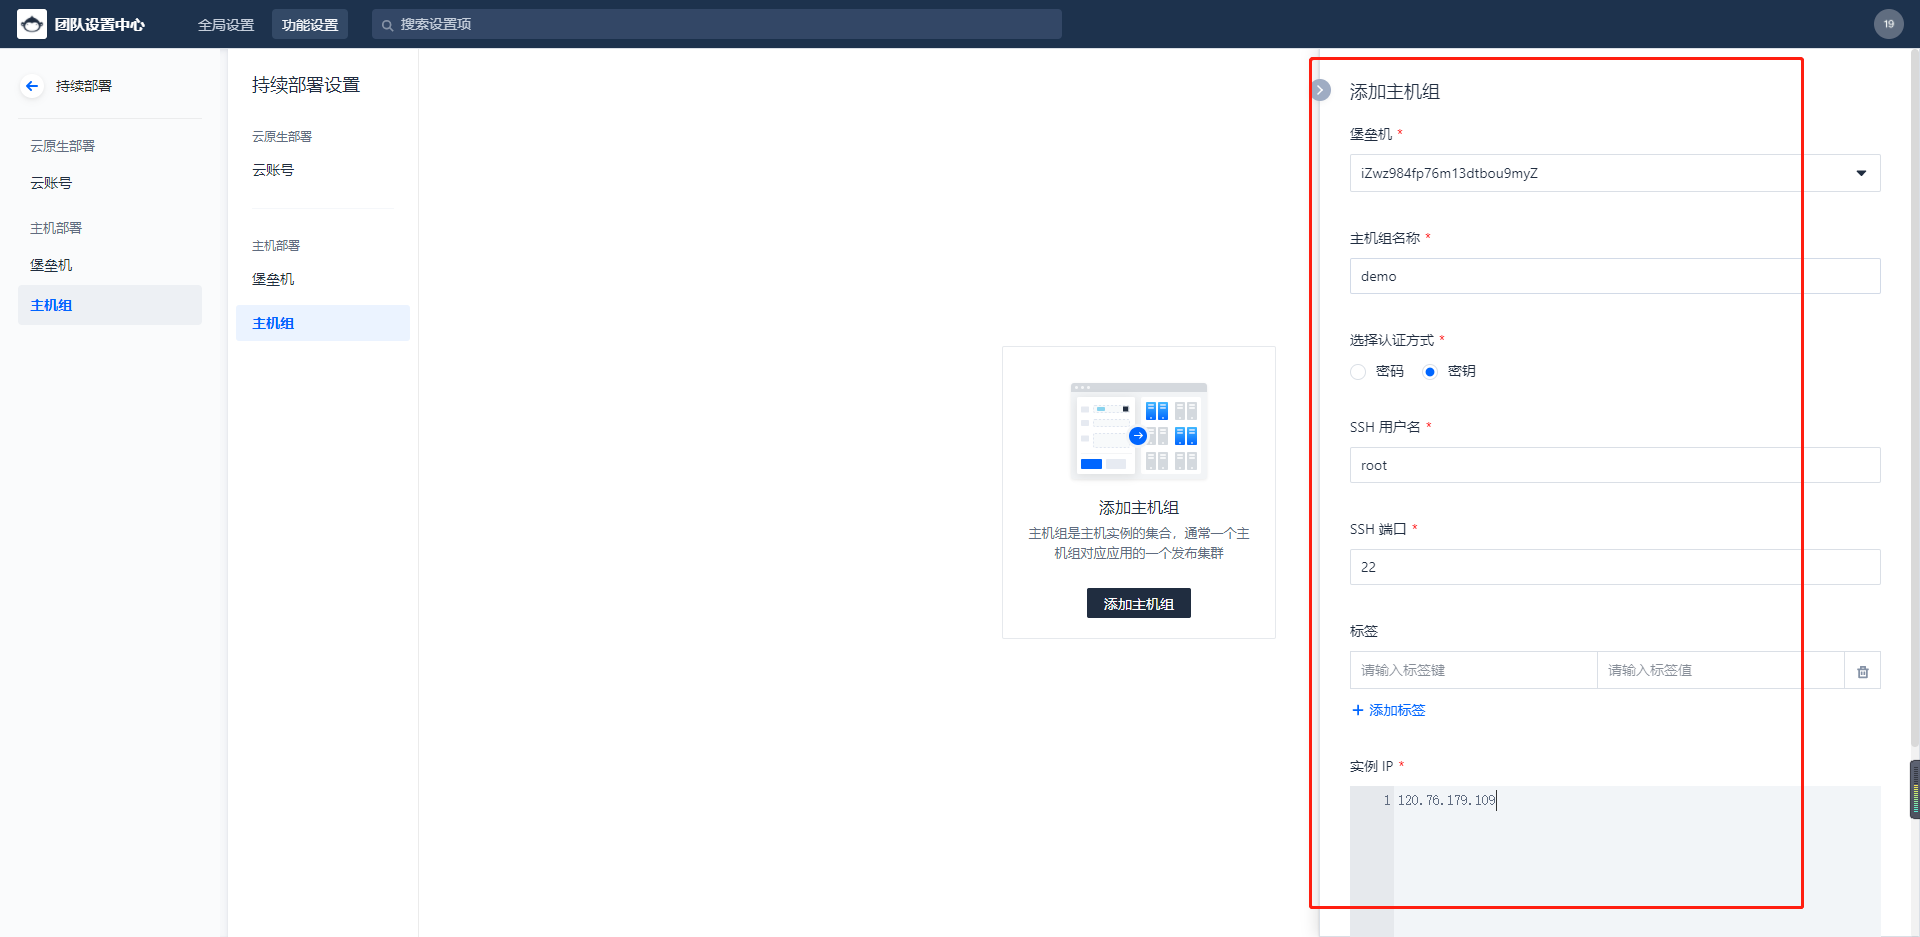 团队设置中心
全局设置
功能设置
搜索设置项
19
持续部署
云原生部署
云账号
主机部署
堡垒机
主机组
持续部署设置
云原生部署
云账号
主机部署
堡垒机
主机组
添加主机组
主机组是主机实例的集合，通常一个主
机组对应应用的一个发布集群
添加主机组
添加主机组
堡垒机 *
iZwz984fp76m13dtbou9myZ
主机组名称 *
demo
选择认证方式 *
密码
密钥
SSH 用户名 *
root
SSH 端口 *
22
标签
请输入标签键
请输入标签值
+ 添加标签
实例 IP *
1 120.76.179.109